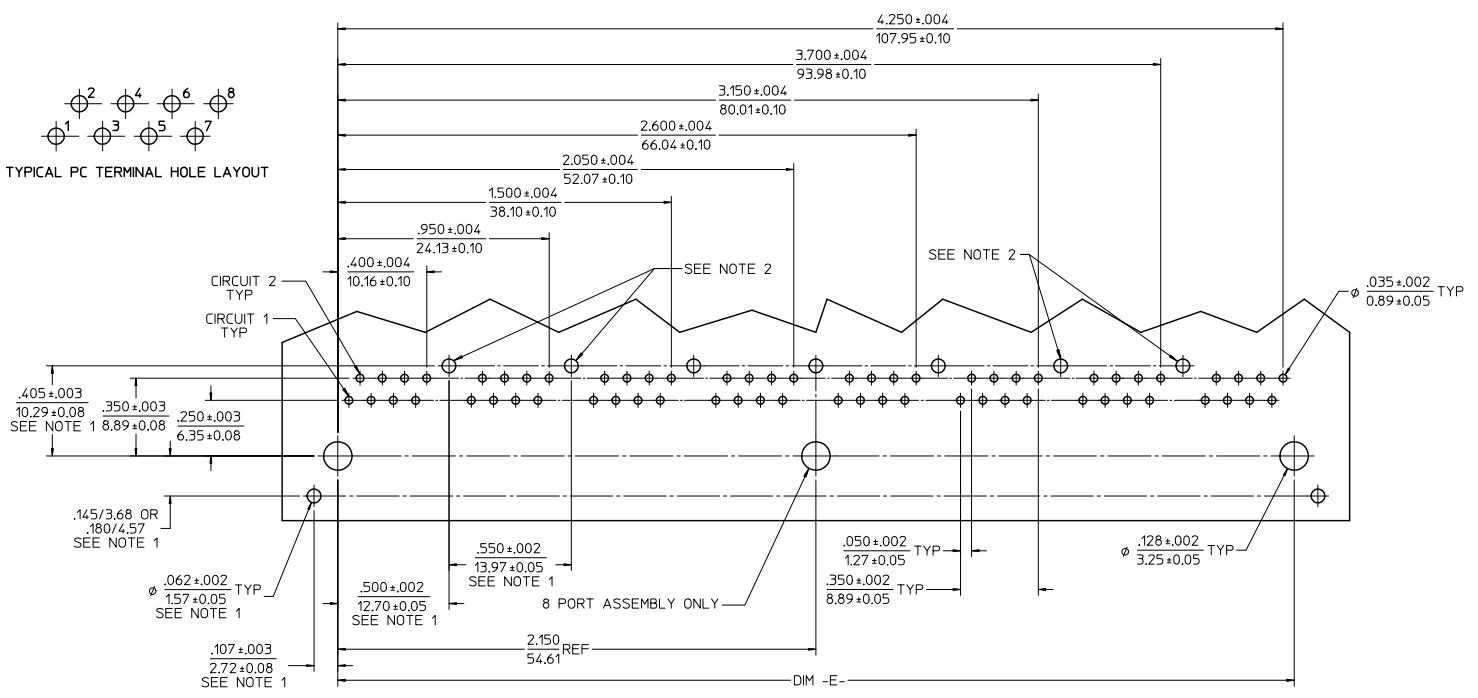 4.250±.004
107.95±0.10
3.700±.004
93.98±0.10
3.150±.004
80.01±0.10
2.600±.004
66.04±0.10
2.050±.004
52.07±0.10
1.500±.004
38.10±0.10
.950±.004
24.13±0.10
.400±.004
10.16±0.10
2 4 6 8
1 3 5 7
TYPICAL PC TERMINAL HOLE LAYOUT
SEE NOTE 2
SEE NOTE 2
CIRCUIT 2
TYP
CIRCUIT 1
TYP
ø .035±.002 TYP
0.89±0.05
.405±.003
10.29±0.08
SEE NOTE 1
.350±.003
8.89±0.08
.250±.003
6.35±0.08
.145/3.68 OR
.180/4.57
SEE NOTE 1
ø .062±.002 TYP
1.57±0.05
SEE NOTE 1
.550±.002
13.97±0.05
SEE NOTE 1
.500±.002
12.70±0.05
SEE NOTE 1
8 PORT ASSEMBLY ONLY
.050±.002 TYP
1.27±0.05
.350±.002 TYP
8.89±0.05
ø .128±.002 TYP
3.25±0.05
2.150 REF
54.61
.107±.003
2.72±0.08
SEE NOTE 1
DIM -E-